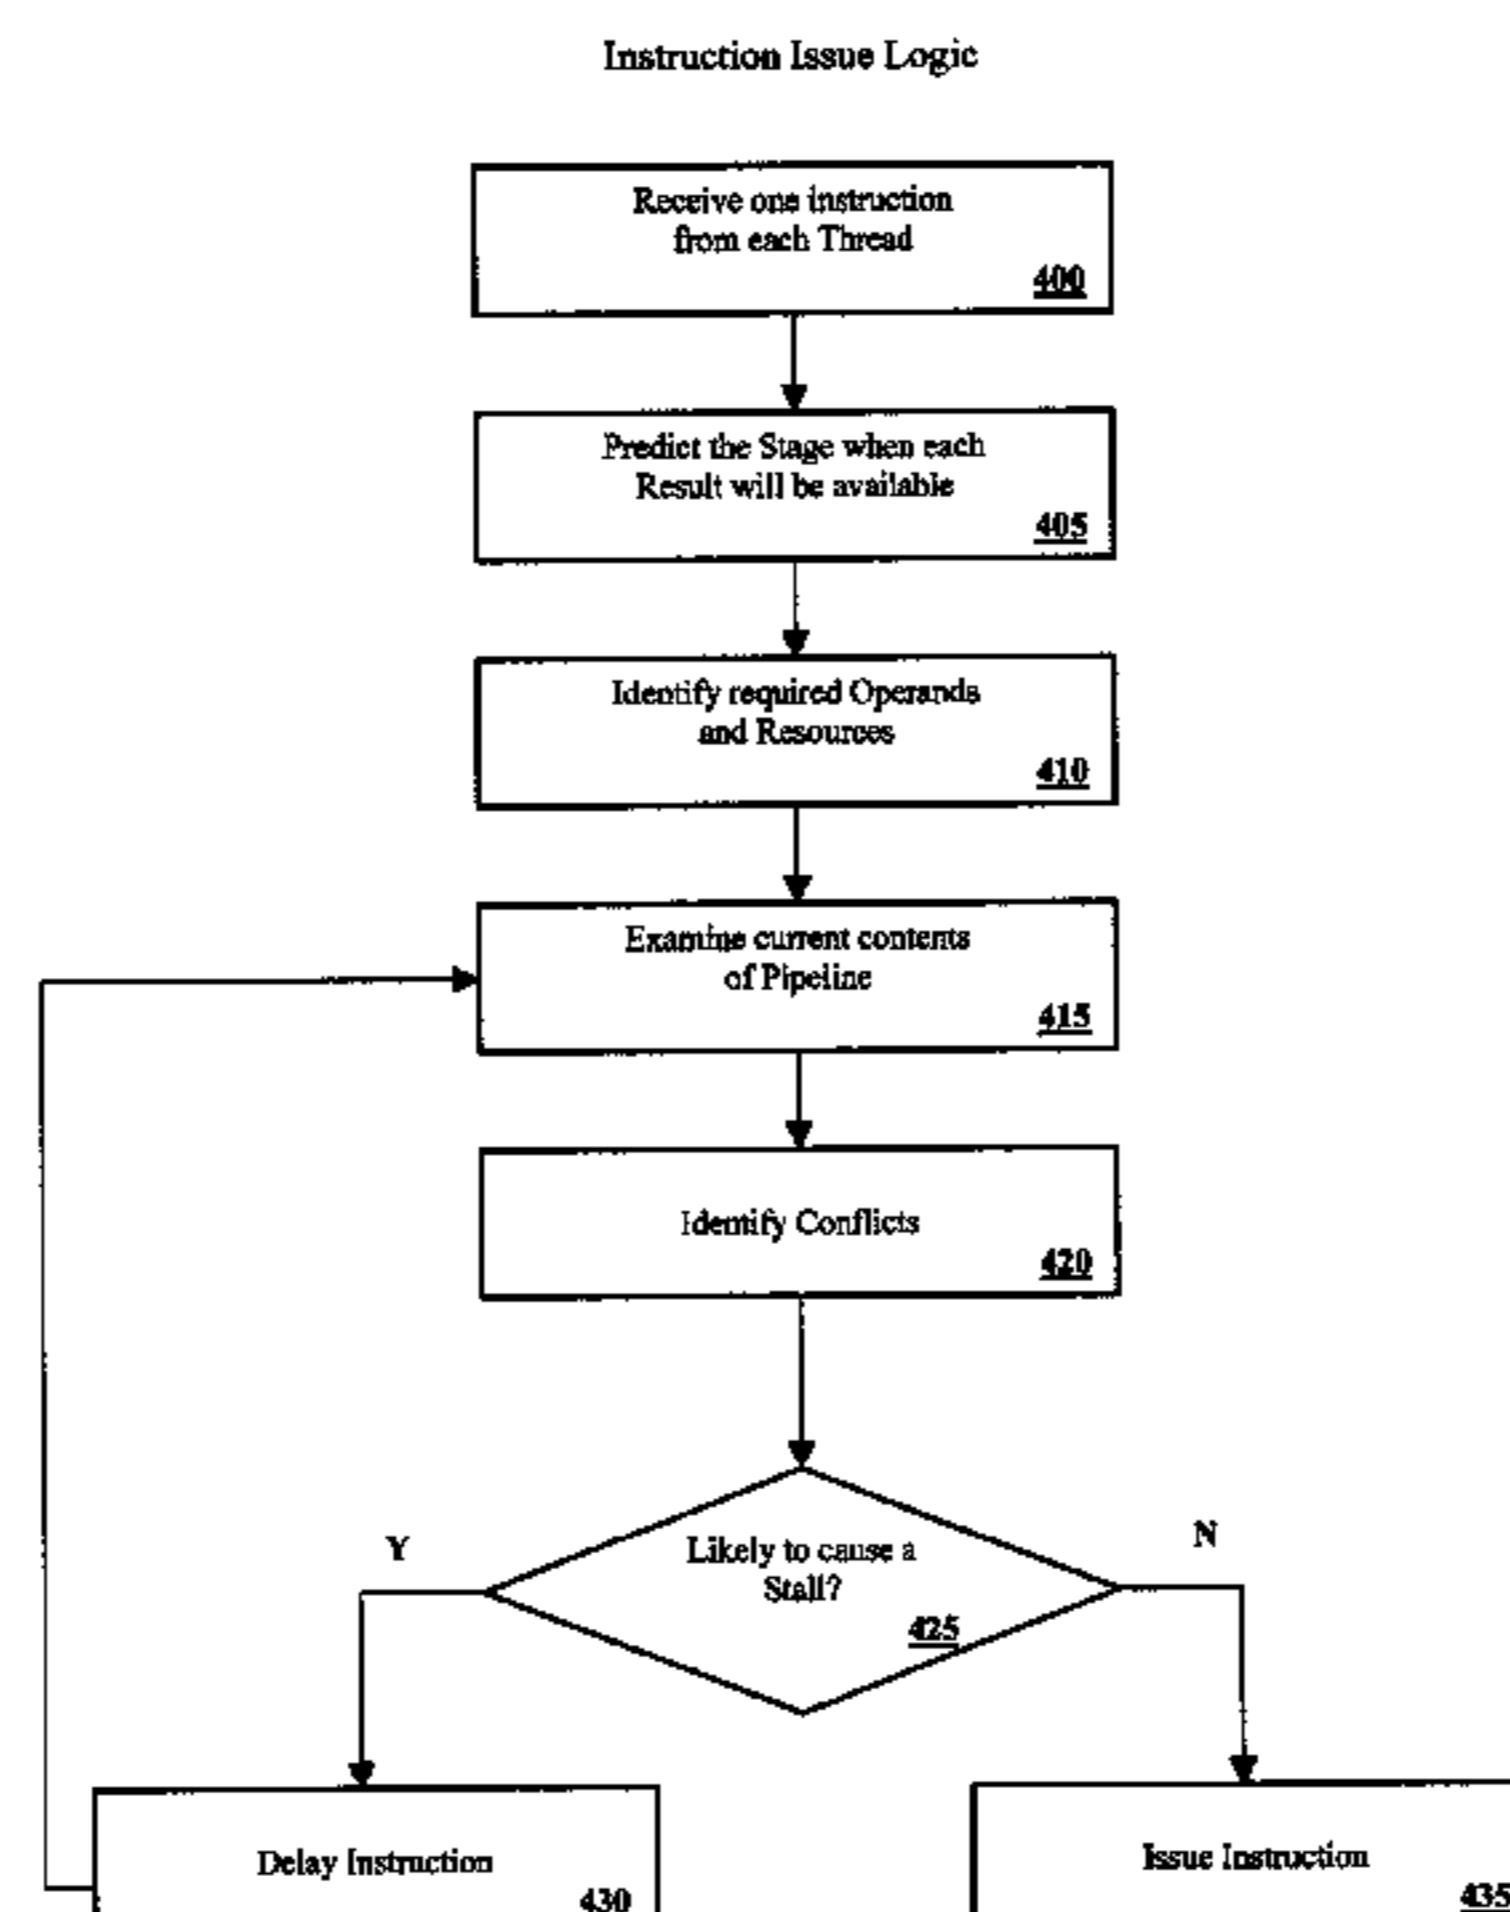 Instruction Issue Logic
Receive one instruction
from each Thread
400
Predict the Stage when each
Result will be available
405
Identify required Operands
and Resources
410
Examine current contents
of Pipeline
415
Identify Conflicts
420
Y
N
Likely to cause a
Stall?
425
Delay Instruction
430
Issue Instruction
435